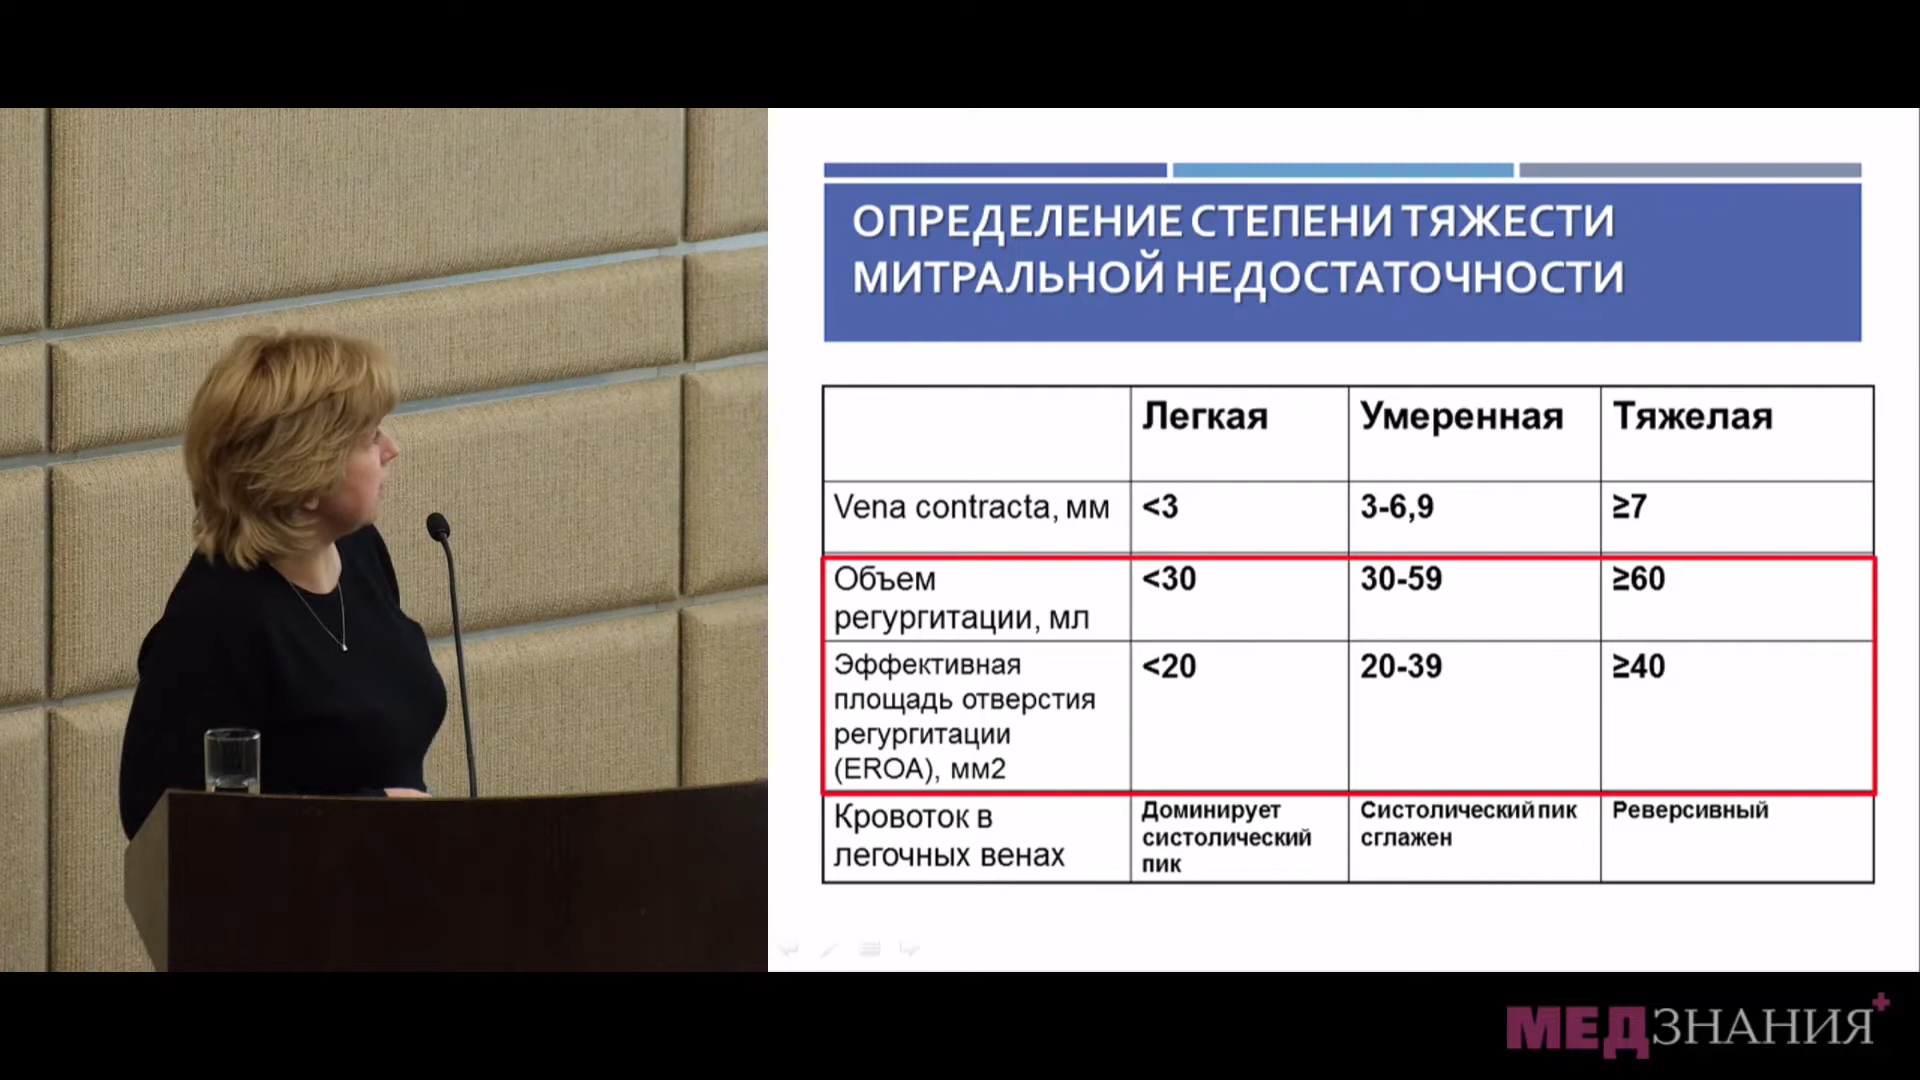 ОПРЕДЕЛЕНИЕ СТЕПЕНИ ТЯЖЕСТИ
МИТРАЛЬНОЙ НЕДОСТАТОЧНОСТИ
Легкая
Умеренная
Тяжелая
Vena contracta, мм
<3
3-6,9
≥7
Объем
регургитации, мл
<30
30-59
≥60
Эффективная
площадь отверстия
регургитации
(EROA), мм2
<20
20-39
≥40
Кровоток в
легочных венах
Доминирует
систолический
пик
Систолический пик
сглажен
Реверсивный
МЕДЗНАНИЯ+